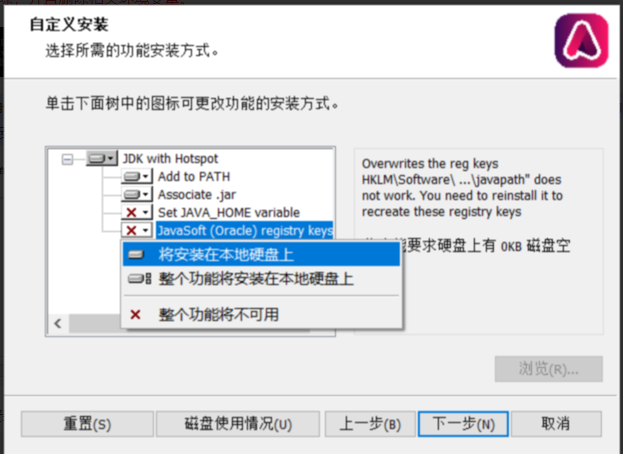 自定义安装
选择所需的功能安装方式。
单击下面树中的图标可更改功能的安装方式。
JDK with Hotspot
Add to PATH
Associate .jar
Set JAVA_HOME variable
JavaSoft (Oracle) registry keys
将安装在本地硬盘上
整个功能将安装在本地硬盘上
整个功能将不可用
Overwrites the reg keys
HKLM\Software\ ...\javapath" does
not work. You need to reinstall it to
recreate these registry keys
要求硬盘上有 0KB 磁盘空
浏览(R)...
重置(S)
磁盘使用情况(U)
上一步(B)
下一步(N)
取消